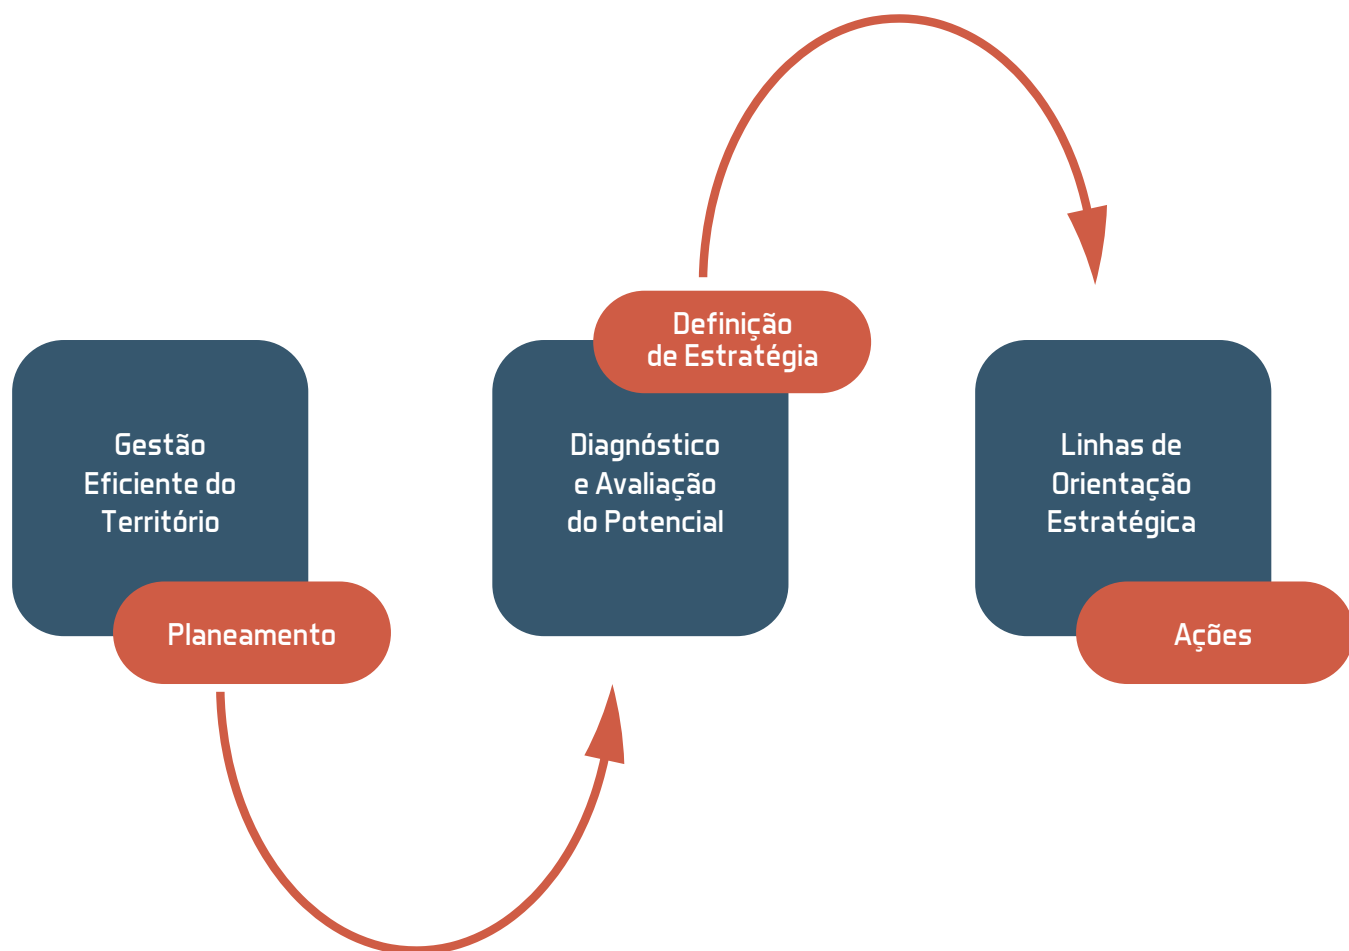 Gestão
Eficiente do
Território
Planeamento
Diagnóstico
e Avaliação
do Potencial
Definição
de Estratégia
Linhas de
Orientação
Estratégica
Ações